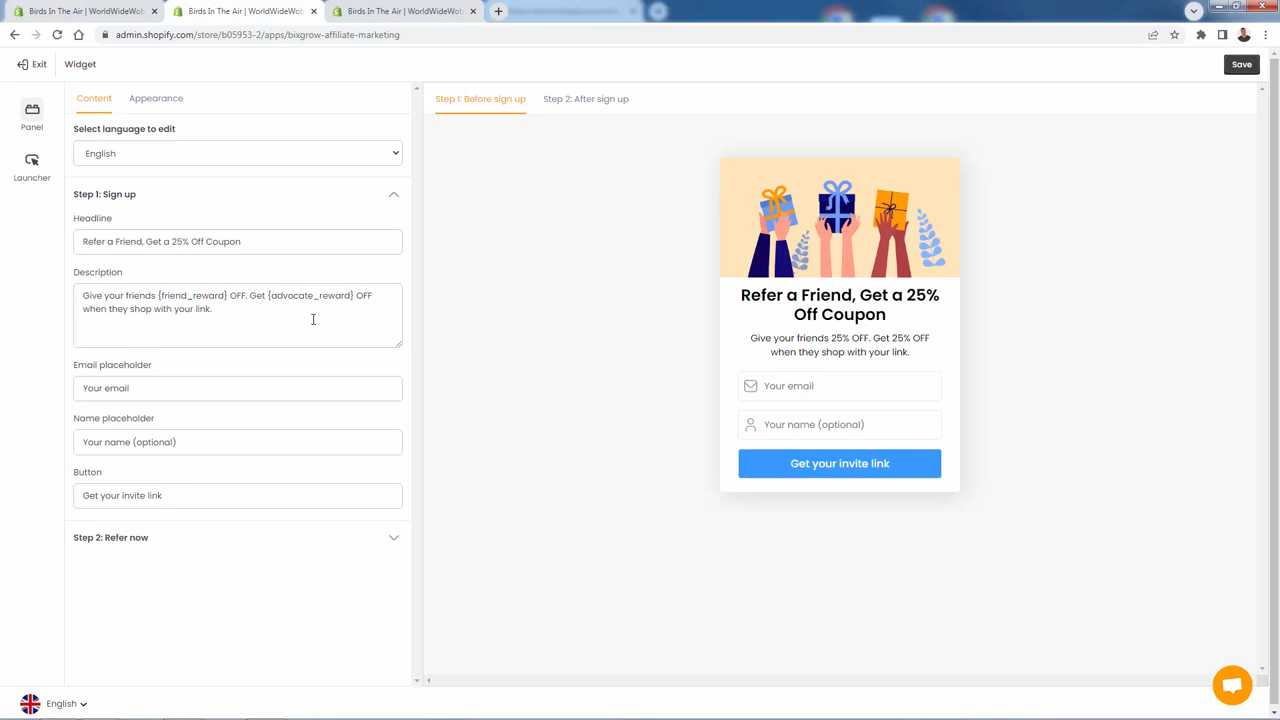 Birds In The Air | WorldWideWob
Birds In The Air | WorldWideWob
Birds In The Air | WorldWideWob
admin.shopify.com/store/b05953-2/apps/bixgrow-affiliate-marketing
Exit
Widget
Save
Panel
Launcher
Content
Appearance
Select language to edit
English
Step 1: Sign up
Headline
Refer a Friend, Get a 25% Off Coupon
Description
Give your friends {friend_reward} OFF. Get {advocate_reward} OFF
when they shop with your link.
Email placeholder
Your email
Name placeholder
Your name (optional)
Button
Get your invite link
Step 2: Refer now
Step 1: Before sign up
Step 2: After sign up
Refer a Friend, Get a 25%
Off Coupon
Give your friends 25% OFF. Get 25% OFF
when they shop with your link.
Your email
Your name (optional)
Get your invite link
English